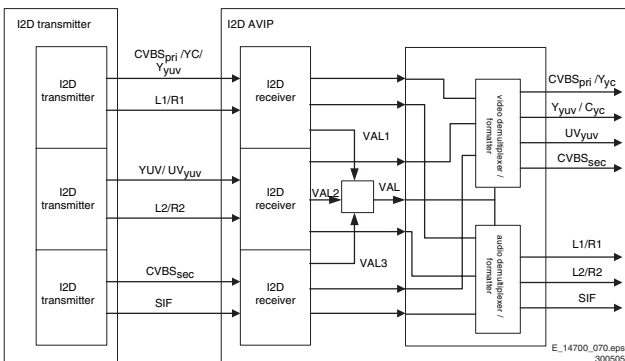 I2D transmitter
I2D AVIP
CVBSpri /YC/
Yyuv
L1/R1
I2D
transmitter
I2D
receiver
VAL1
CVBSpri /Yyc
Yyuv / Cyc
UVyuv
CVBSsec
video demultiplexer /
formatter
YUV/ UVyuv
L2/R2
I2D
transmitter
I2D
receiver
VAL2
VAL
CVBSsec
SIF
I2D
transmitter
I2D
receiver
VAL3
audio demultiplexer /
formatter
L1/R1
L2/R2
SIF
E_14700_070.eps
300505